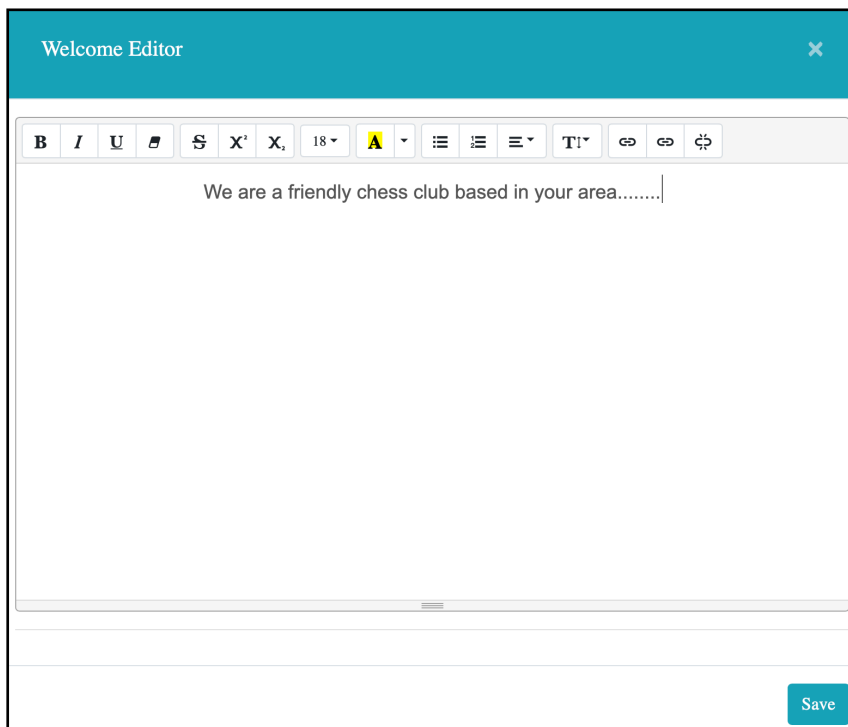 Welcome Editor ×
B I U S X² X₂ 18 A T
We are a friendly chess club based in your area........
Save